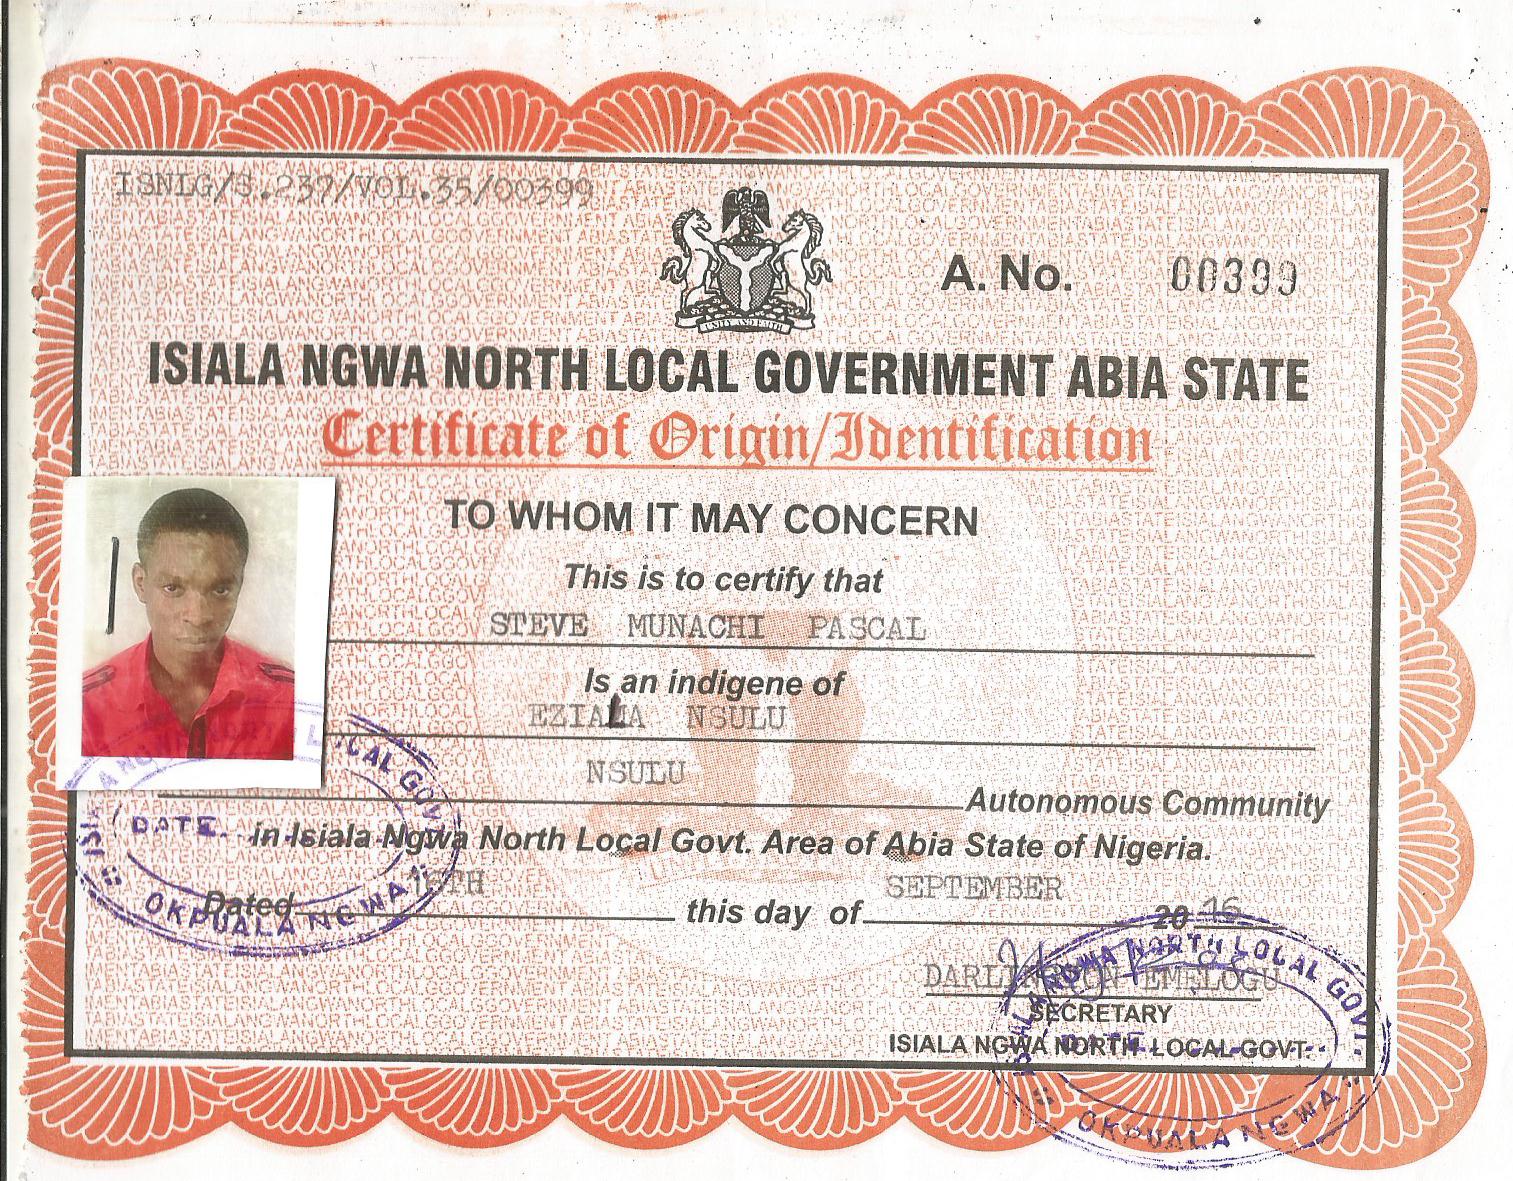 ISNLG/S.237/VOL.35/00399
UNITY AND FAITH
A. No. 00399
ISIALA NGWA NORTH LOCAL GOVERNMENT ABIA STATE
Certificate of Origin/Identification
TO WHOM IT MAY CONCERN
This is to certify that
STEVE MUNACHI PASCAL
Is an indigene of
EZIALA NSULU
NSULU
Autonomous Community
in Isiala Ngwa North Local Govt. Area of Abia State of Nigeria.
Dated 16TH this day of SEPTEMBER 20 16
DARLINGTON EMELOGU
SECRETARY
ISIALA NGWA NORTH LOCAL GOVT.
ISIALA NGWA NORTH LOCAL GOVT.
DATE
OKPUALA NGWA
ISIALA NGWA NORTH LOCAL GOVT.
DATE
OKPUALA NGWA